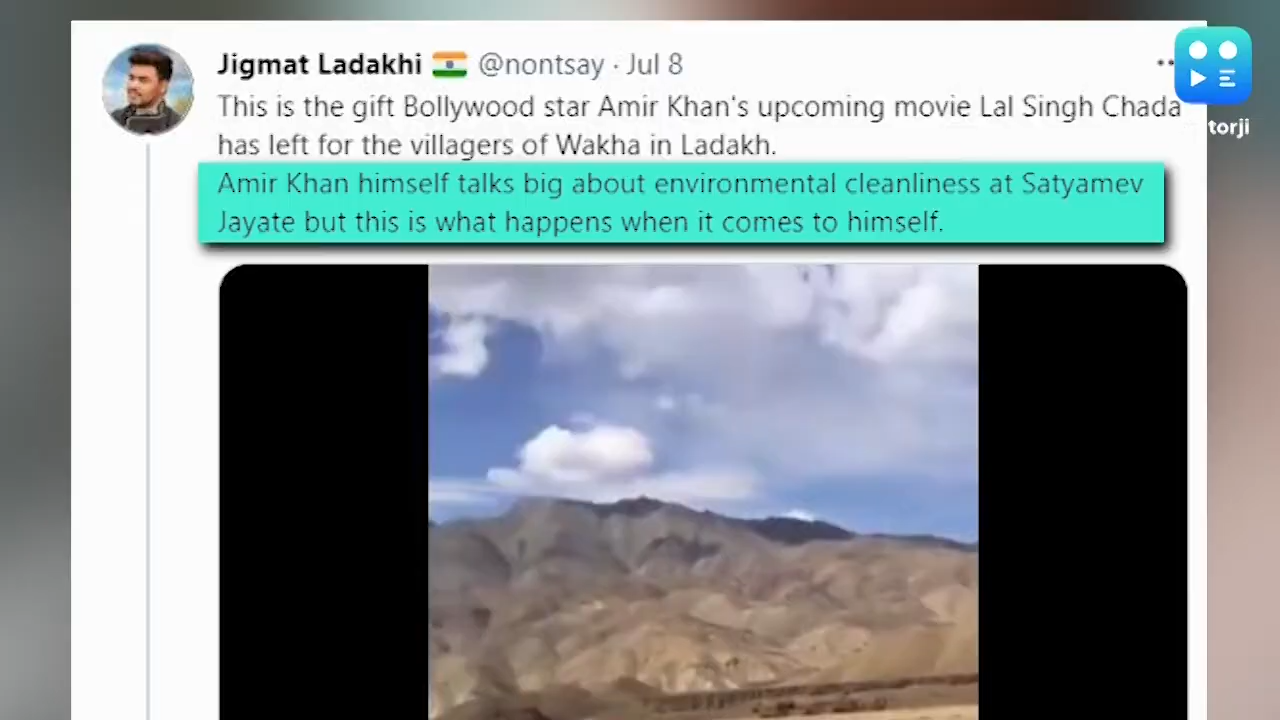 Jigmat Ladakhi @nontsay · Jul 8
This is the gift Bollywood star Amir Khan's upcoming movie Lal Singh Chada
has left for the villagers of Wakha in Ladakh.
Amir Khan himself talks big about environmental cleanliness at Satyamev
Jayate but this is what happens when it comes to himself.
torji